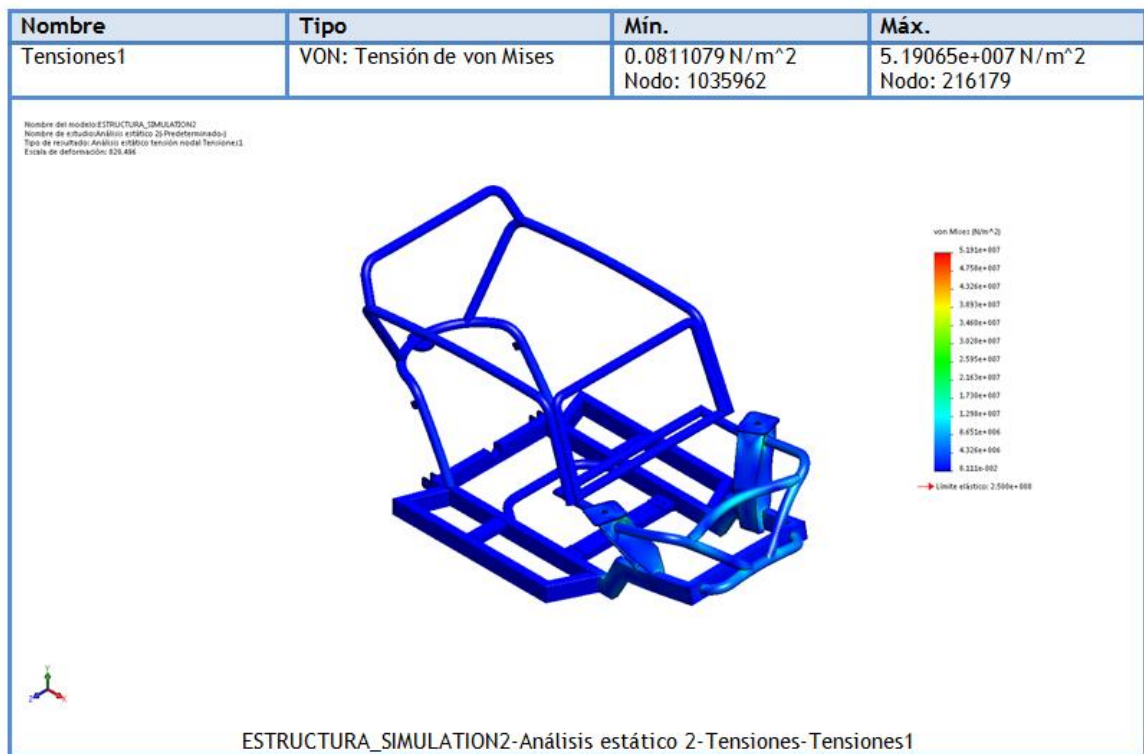 Nombre Tipo Mín. Máx.
Tensiones1 VON: Tensión de von Mises 0.0811079 N/m^2 5.19065e+007 N/m^2
Nodo: 1035962 Nodo: 216179
Nombre del modelo:ESTRUCTURA_SIMULATION2
Nombre de estudio:Análisis estático 2(-Predeterminado-)
Tipo de resultado: Análisis estático tensión nodal Tensiones1
Escala de deformación: 828.486
von Mises (N/m^2)
5.191e+007
4.758e+007
4.326e+007
3.893e+007
3.460e+007
3.028e+007
2.595e+007
2.163e+007
1.730e+007
1.298e+007
8.651e+006
4.326e+006
8.111e-002
Límite elástico: 2.500e+008
Y
Z
X
ESTRUCTURA_SIMULATION2-Análisis estático 2-Tensiones-Tensiones1